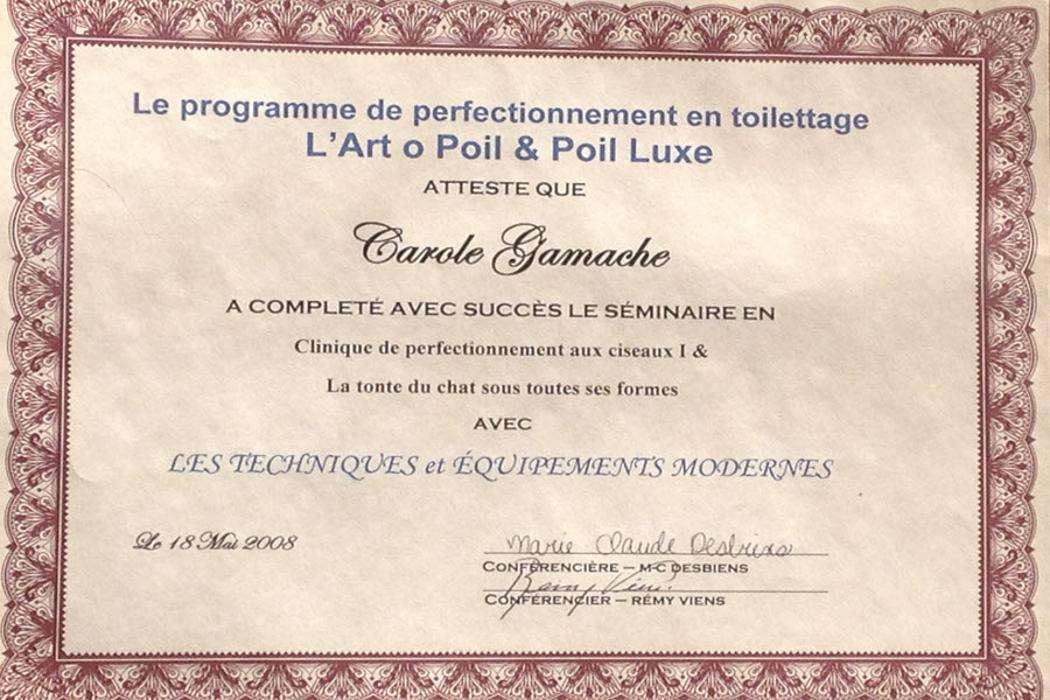 Le programme de perfectionnement en toilettage
L'Art o Poil & Poil Luxe
ATTESTE QUE
Carole Gamache
A COMPLETÉ AVEC SUCCÈS LE SÉMINAIRE EN
Clinique de perfectionnement aux ciseaux I &
La tonte du chat sous toutes ses formes
AVEC
LES TECHNIQUES et ÉQUIPEMENTS MODERNES
Le 18 Mai 2008
Marie Claude Desbiens
CONFÉRENCIÈRE – M-C DESBIENS
Rémy Viens
CONFÉRENCIER – RÉMY VIENS